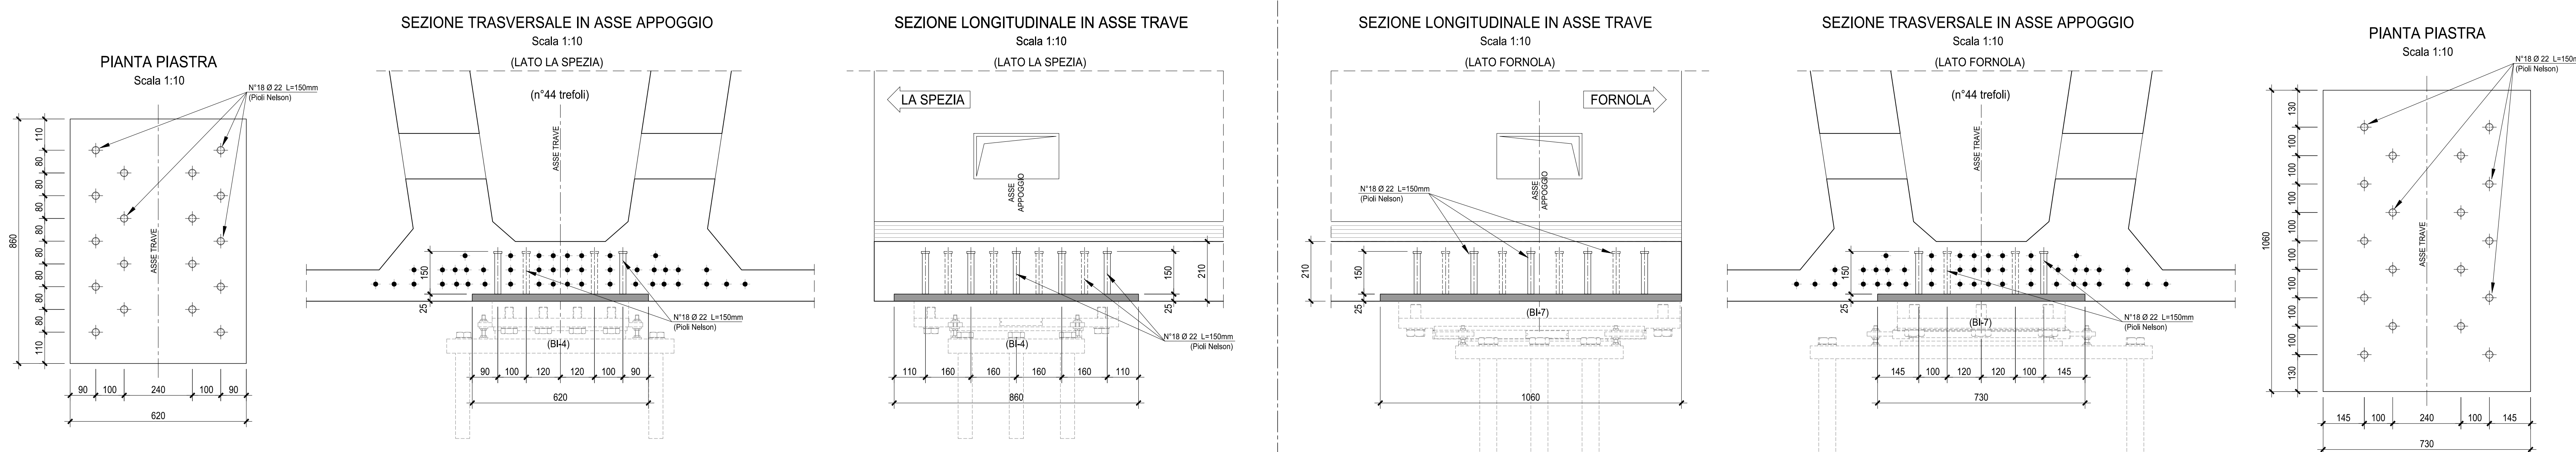 PIANTA PIASTRA
Scala 1:10
N°18 Ø 22 L=150mm
(Pioli Nelson)
110
80
80
80
80
80
80
80
80
110
860
ASSE TRAVE
90
100
240
100
90
620
SEZIONE TRASVERSALE IN ASSE APPOGGIO
Scala 1:10
(LATO LA SPEZIA)
(n°44 trefoli)
ASSE TRAVE
150
25
N°18 Ø 22 L=150mm
(Pioli Nelson)
(BI-4)
90
100
120
120
100
90
620
SEZIONE LONGITUDINALE IN ASSE TRAVE
Scala 1:10
(LATO LA SPEZIA)
LA SPEZIA
ASSE
APPOGGIO
150
210
25
N°18 Ø 22 L=150mm
(Pioli Nelson)
(BI-4)
110
160
160
160
160
110
860
SEZIONE LONGITUDINALE IN ASSE TRAVE
Scala 1:10
(LATO FORNOLA)
FORNOLA
ASSE
APPOGGIO
N°18 Ø 22 L=150mm
(Pioli Nelson)
210
150
25
(BI-7)
1060
SEZIONE TRASVERSALE IN ASSE APPOGGIO
Scala 1:10
(LATO FORNOLA)
(n°44 trefoli)
ASSE TRAVE
150
25
(BI-7)
N°18 Ø 22 L=150mm
(Pioli Nelson)
145
100
120
120
100
145
730
PIANTA PIASTRA
Scala 1:10
N°18 Ø 22 L=150m
(Pioli Nelson)
130
100
100
100
100
100
100
100
100
130
1060
ASSE TRAVE
145
100
240
100
145
730